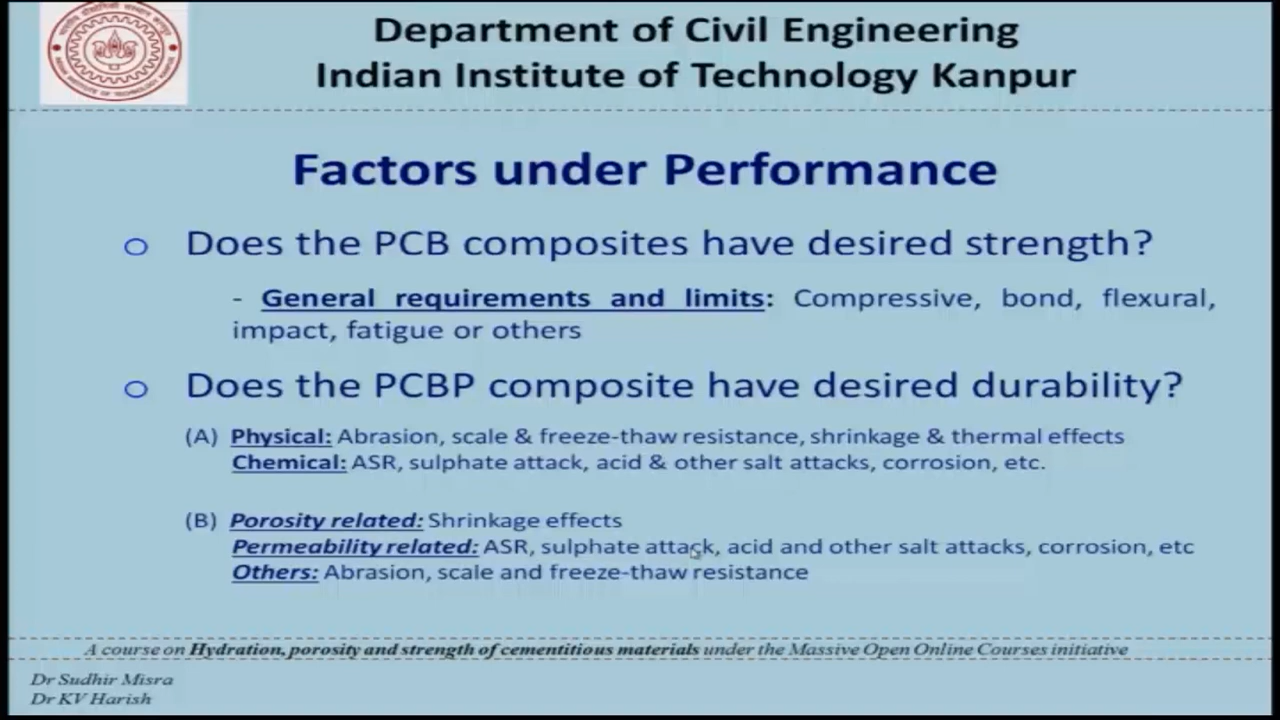 Department of Civil Engineering
Indian Institute of Technology Kanpur
Factors under Performance
o Does the PCB composites have desired strength?
- General requirements and limits: Compressive, bond, flexural,
impact, fatigue or others
o Does the PCBP composite have desired durability?
(A) Physical: Abrasion, scale & freeze-thaw resistance, shrinkage & thermal effects
Chemical: ASR, sulphate attack, acid & other salt attacks, corrosion, etc.
(B) Porosity related: Shrinkage effects
Permeability related: ASR, sulphate attack, acid and other salt attacks, corrosion, etc
Others: Abrasion, scale and freeze-thaw resistance
A course on Hydration, porosity and strength of cementitious materials under the Massive Open Online Courses initiative
Dr Sudhir Misra
Dr KV Harish